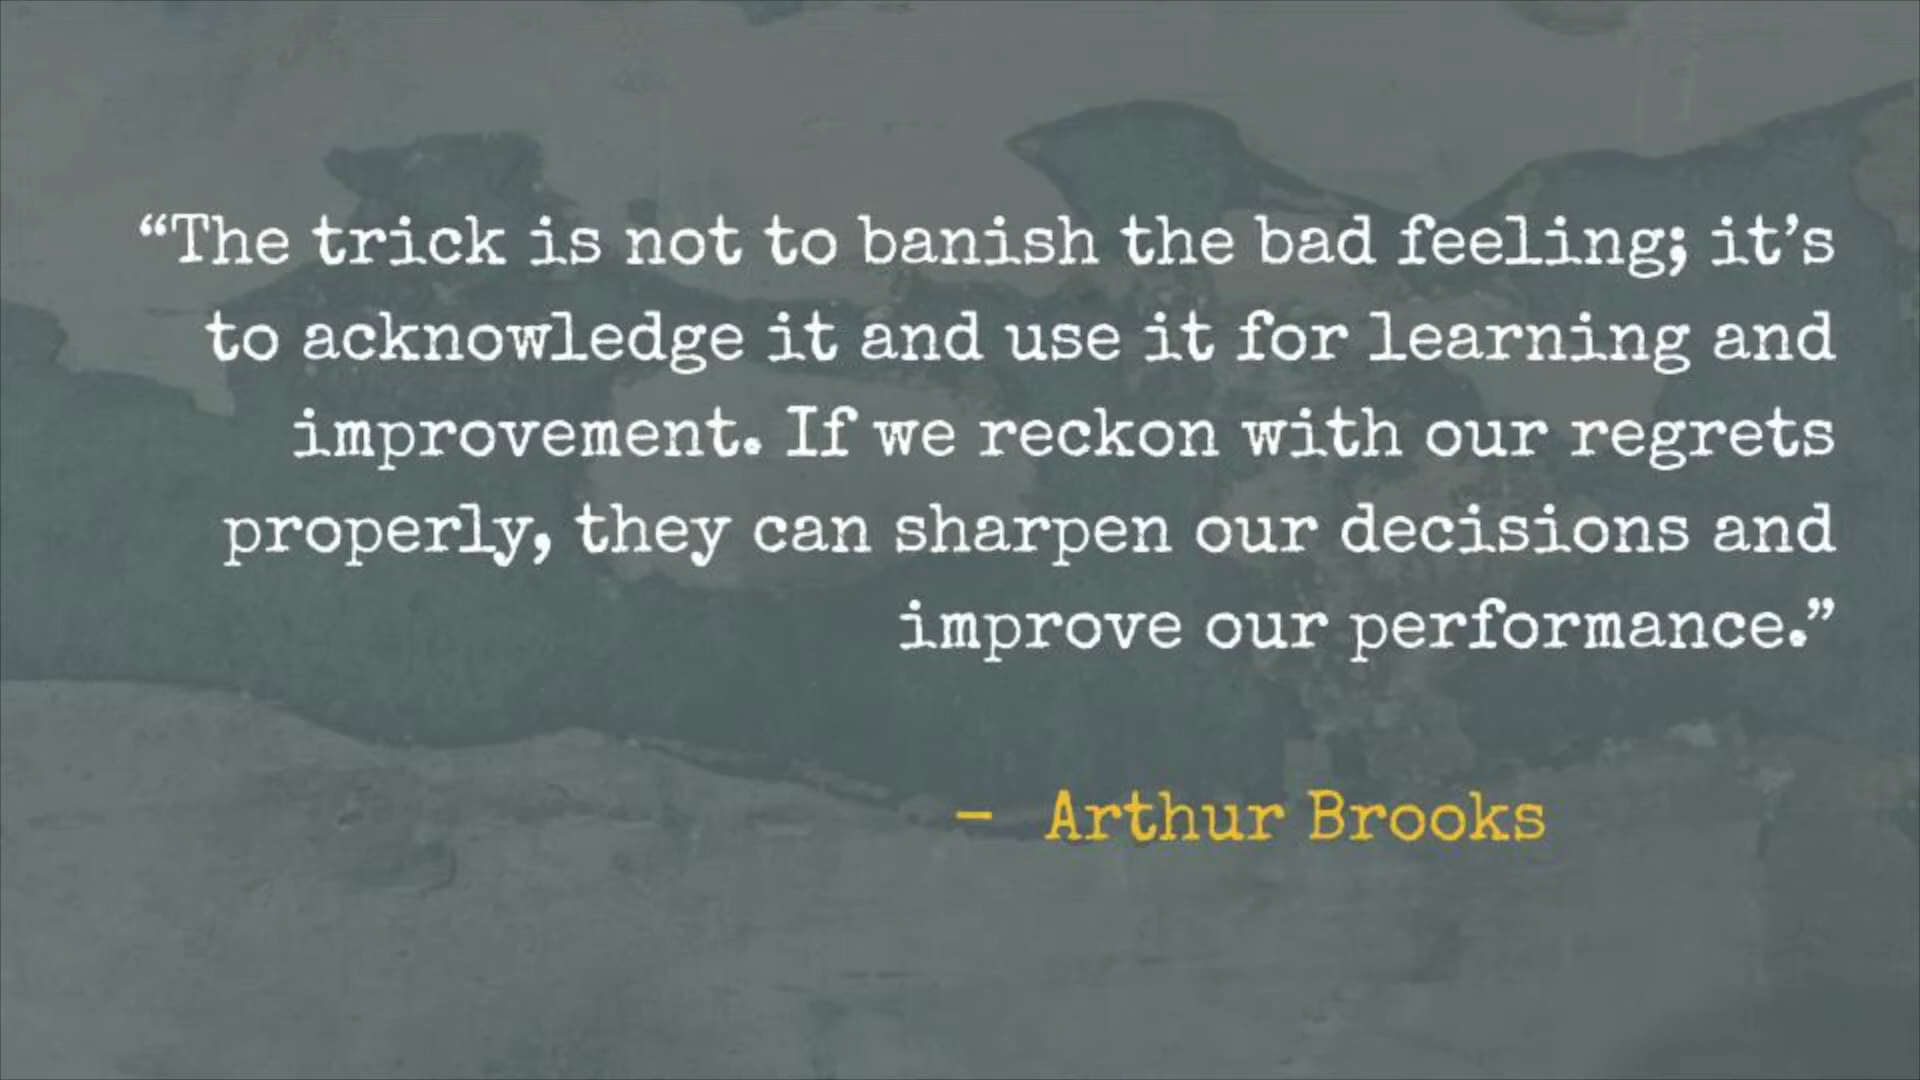 “The trick is not to banish the bad feeling; it’s
to acknowledge it and use it for learning and
improvement. If we reckon with our regrets
properly, they can sharpen our decisions and
improve our performance.”
– Arthur Brooks